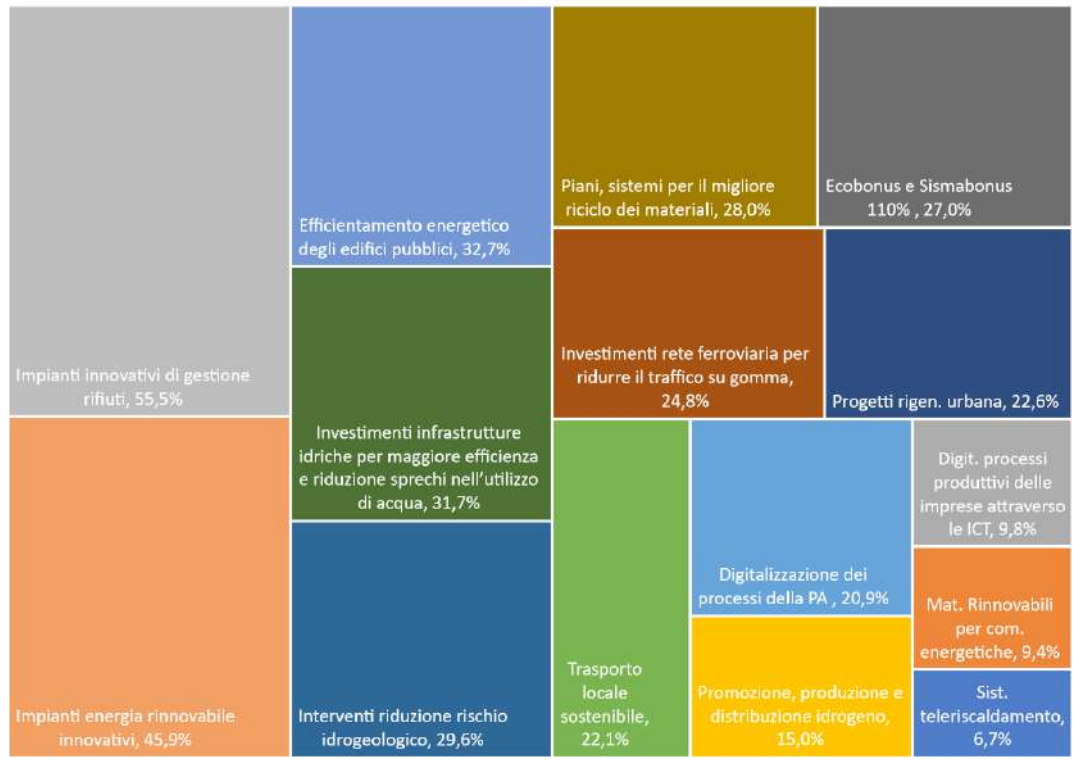 Impianti innovativi di gestione
rifiuti, 55,5%
Impianti energia rinnovabile
innovativi, 45,9%
Efficientamento energetico
degli edifici pubblici, 32,7%
Investimenti infrastrutture
idriche per maggiore efficienza
e riduzione sprechi nell'utilizzo
di acqua, 31,7%
Interventi riduzione rischio
idrogeologico, 29,6%
Piani, sistemi per il migliore
riciclo dei materiali, 28,0%
Ecobonus e Sismabonus
110% , 27,0%
Investimenti rete ferroviaria per
ridurre il traffico su gomma,
24,8%
Progetti rigen. urbana, 22,6%
Trasporto
locale
sostenibile,
22,1%
Digitalizzazione dei
processi della PA , 20,9%
Promozione, produzione e
distribuzione idrogeno,
15,0%
Digit. processi
produttivi delle
imprese attraverso
le ICT, 9,8%
Mat. Rinnovabili
per com.
energetiche, 9,4%
Sist.
teleriscaldamento,
6,7%